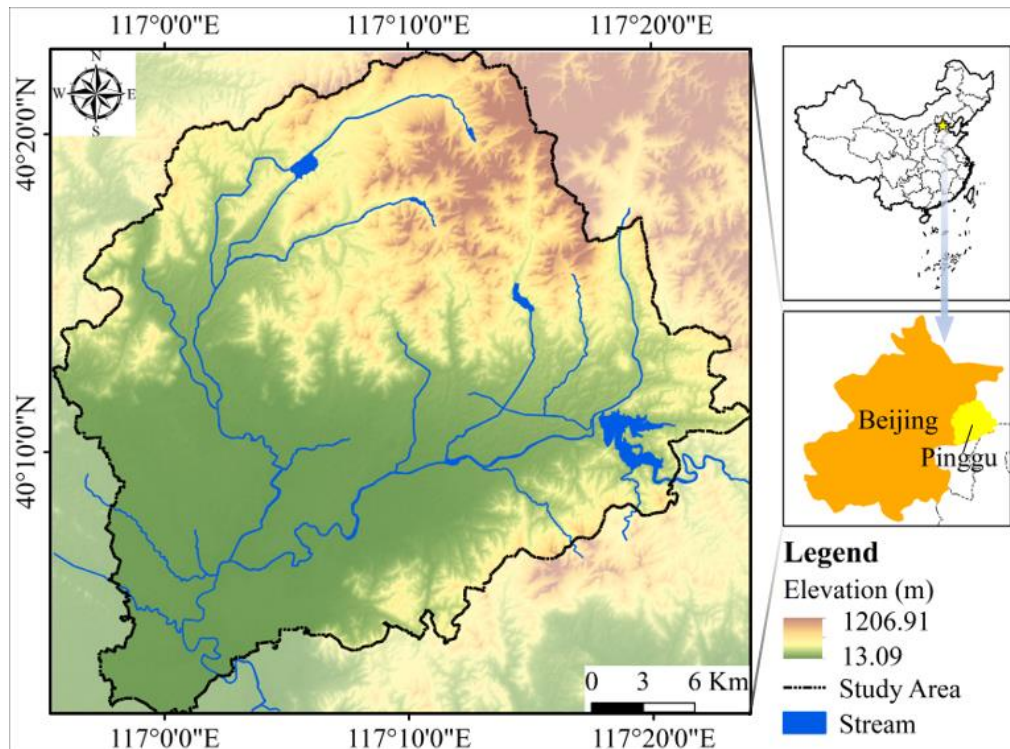 117°0'0"E 117°10'0"E 117°20'0"E
N
W E
S
40°20'0"N
40°10'0"N
0 3 6 Km
117°0'0"E 117°10'0"E 117°20'0"E
Beijing
Pinggu
Legend
Elevation (m)
1206.91
13.09
Study Area
Stream